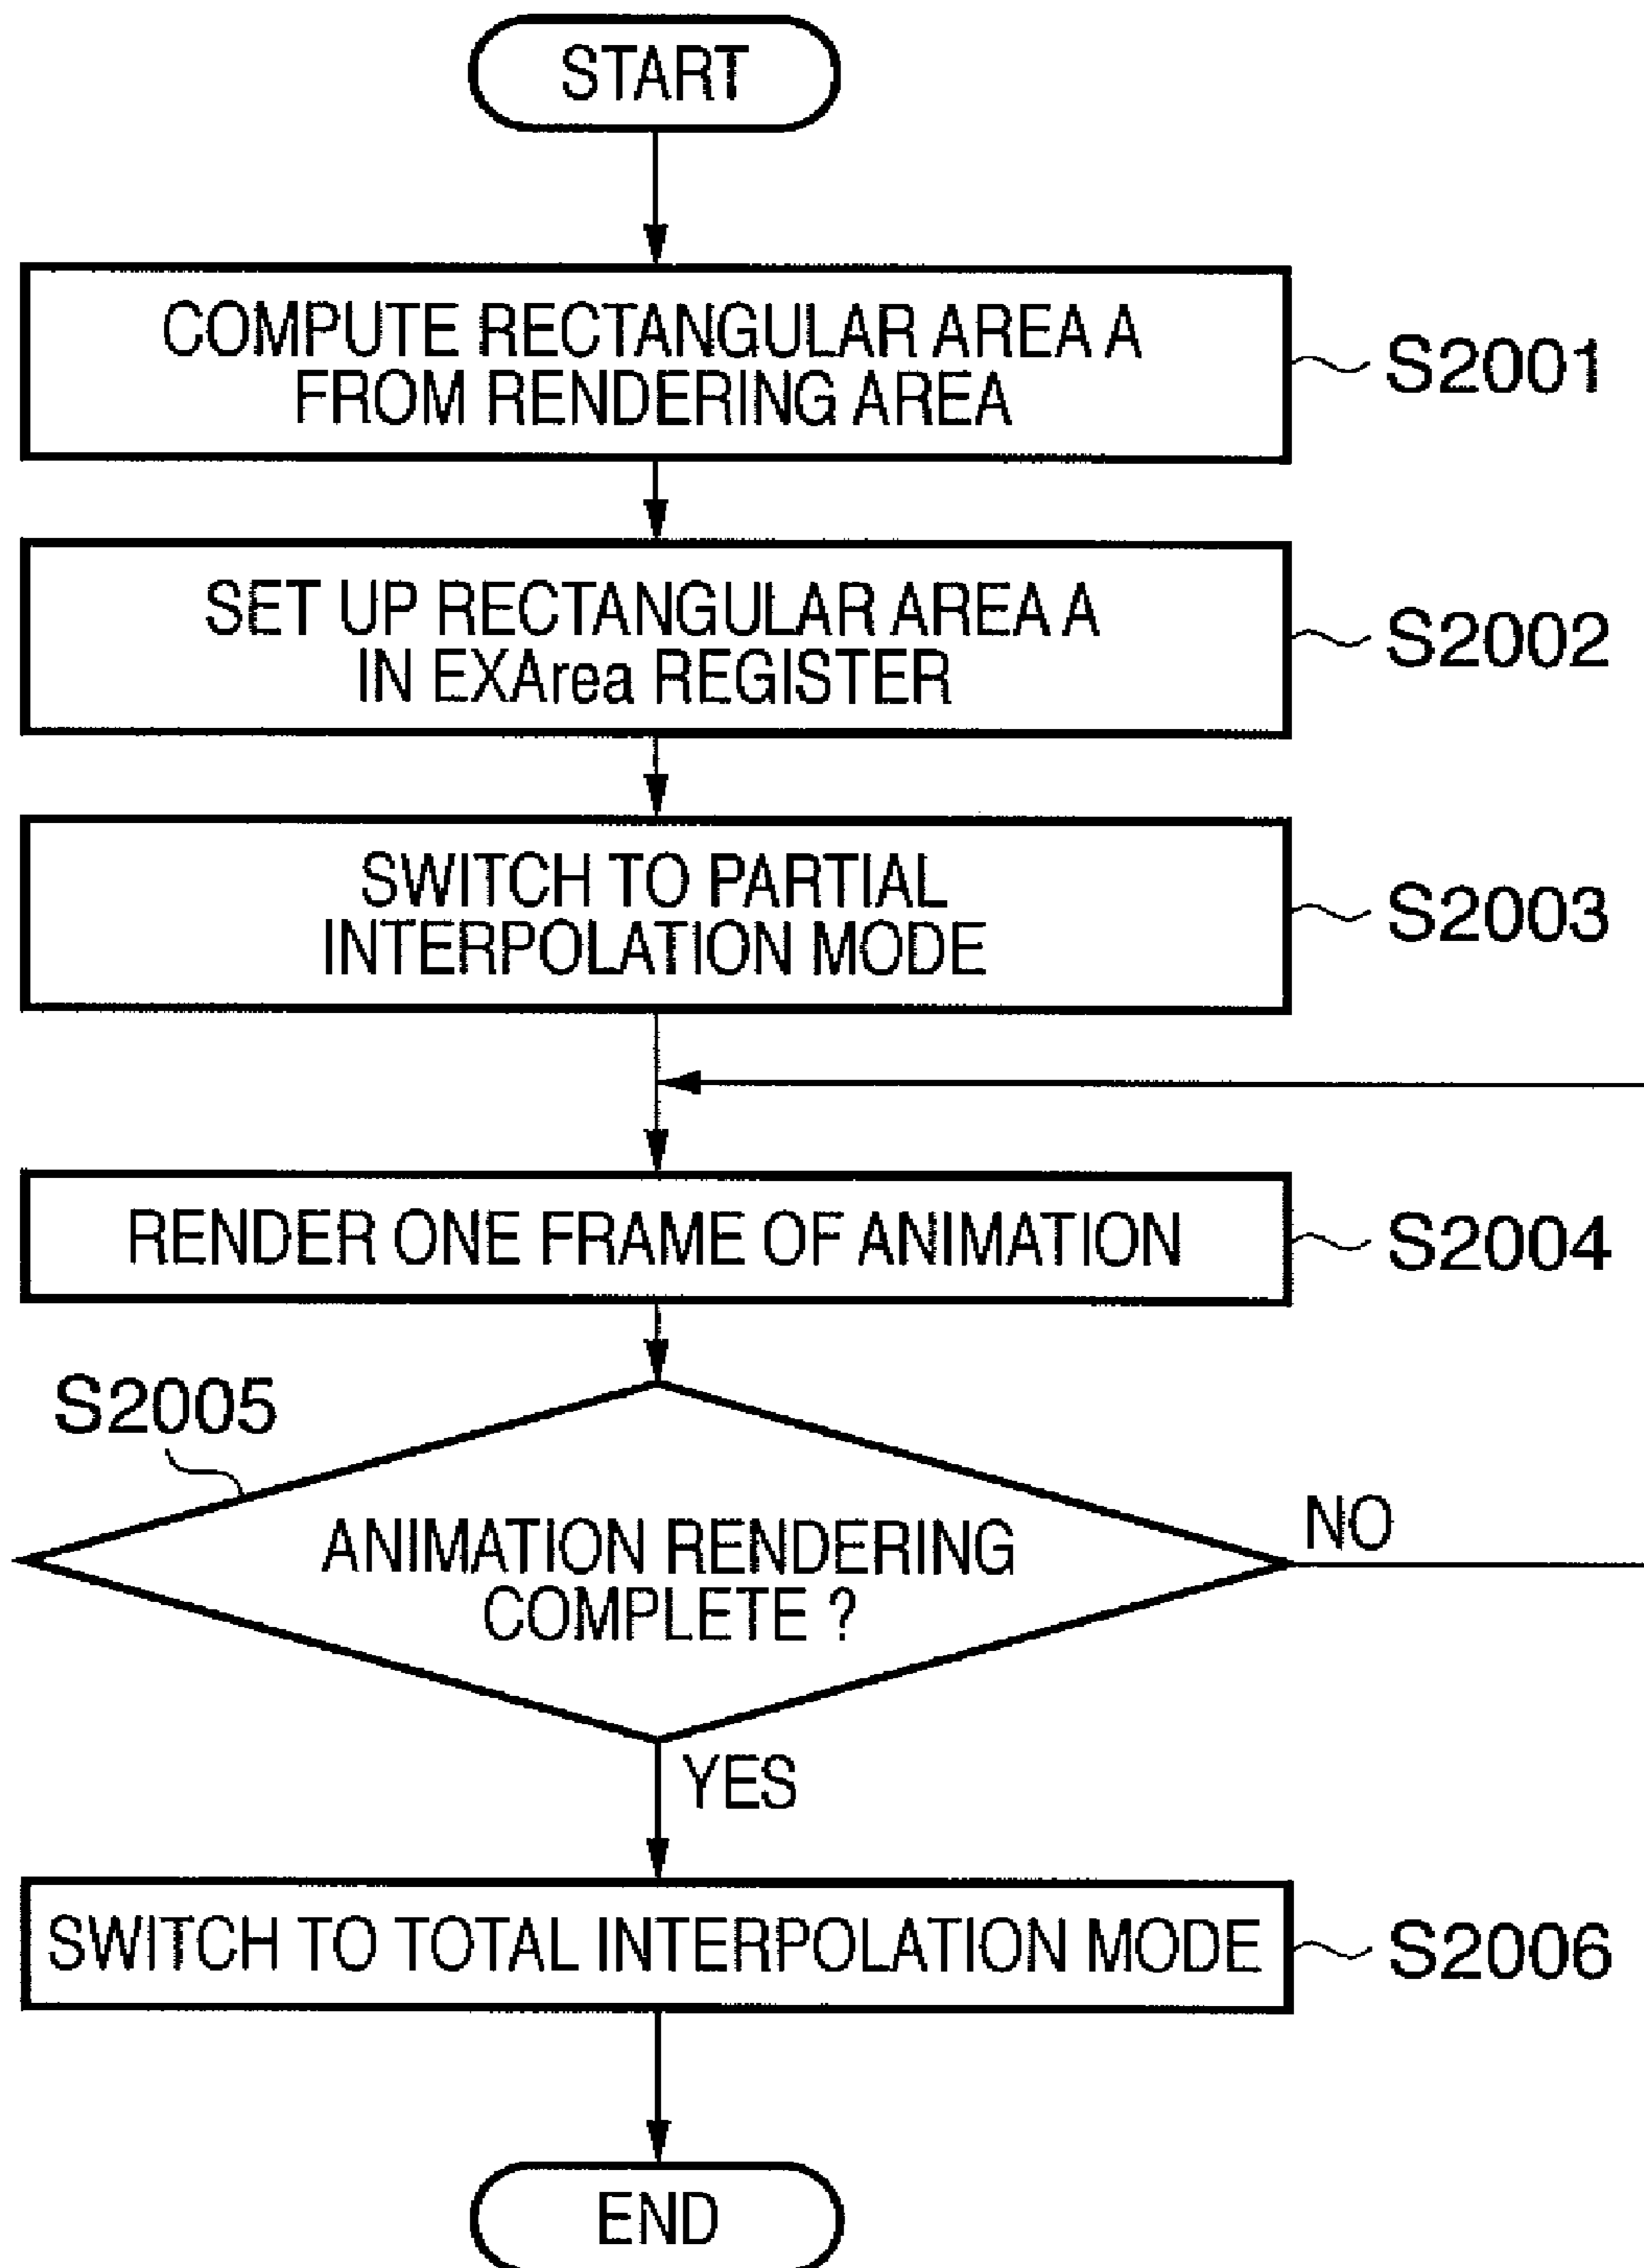 START
COMPUTE RECTANGULAR AREA A
FROM RENDERING AREA
S2001
SET UP RECTANGULAR AREA A
IN EXArea REGISTER
S2002
SWITCH TO PARTIAL
INTERPOLATION MODE
S2003
RENDER ONE FRAME OF ANIMATION
S2004
S2005
ANIMATION RENDERING
COMPLETE ?
NO
YES
SWITCH TO TOTAL INTERPOLATION MODE
S2006
END